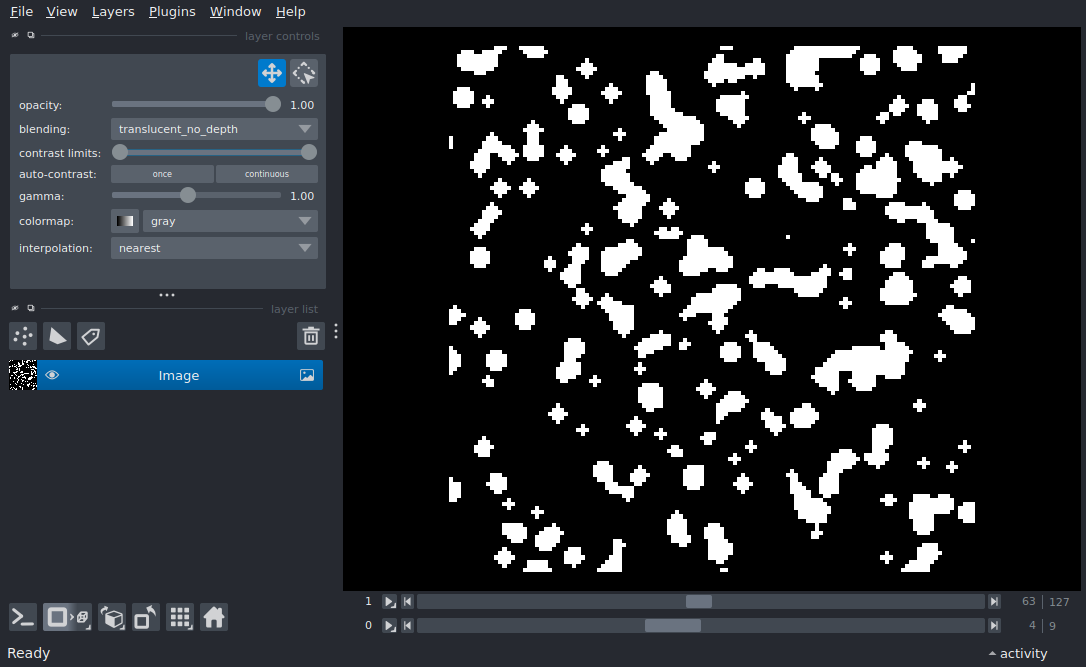 File View Layers Plugins Window Help
layer controls
opacity: 1.00
blending: translucent_no_depth
contrast limits:
auto-contrast: once continuous
gamma: 1.00
colormap: gray
interpolation: nearest
layer list
Image
1 63 | 127
0 4 | 9
Ready activity